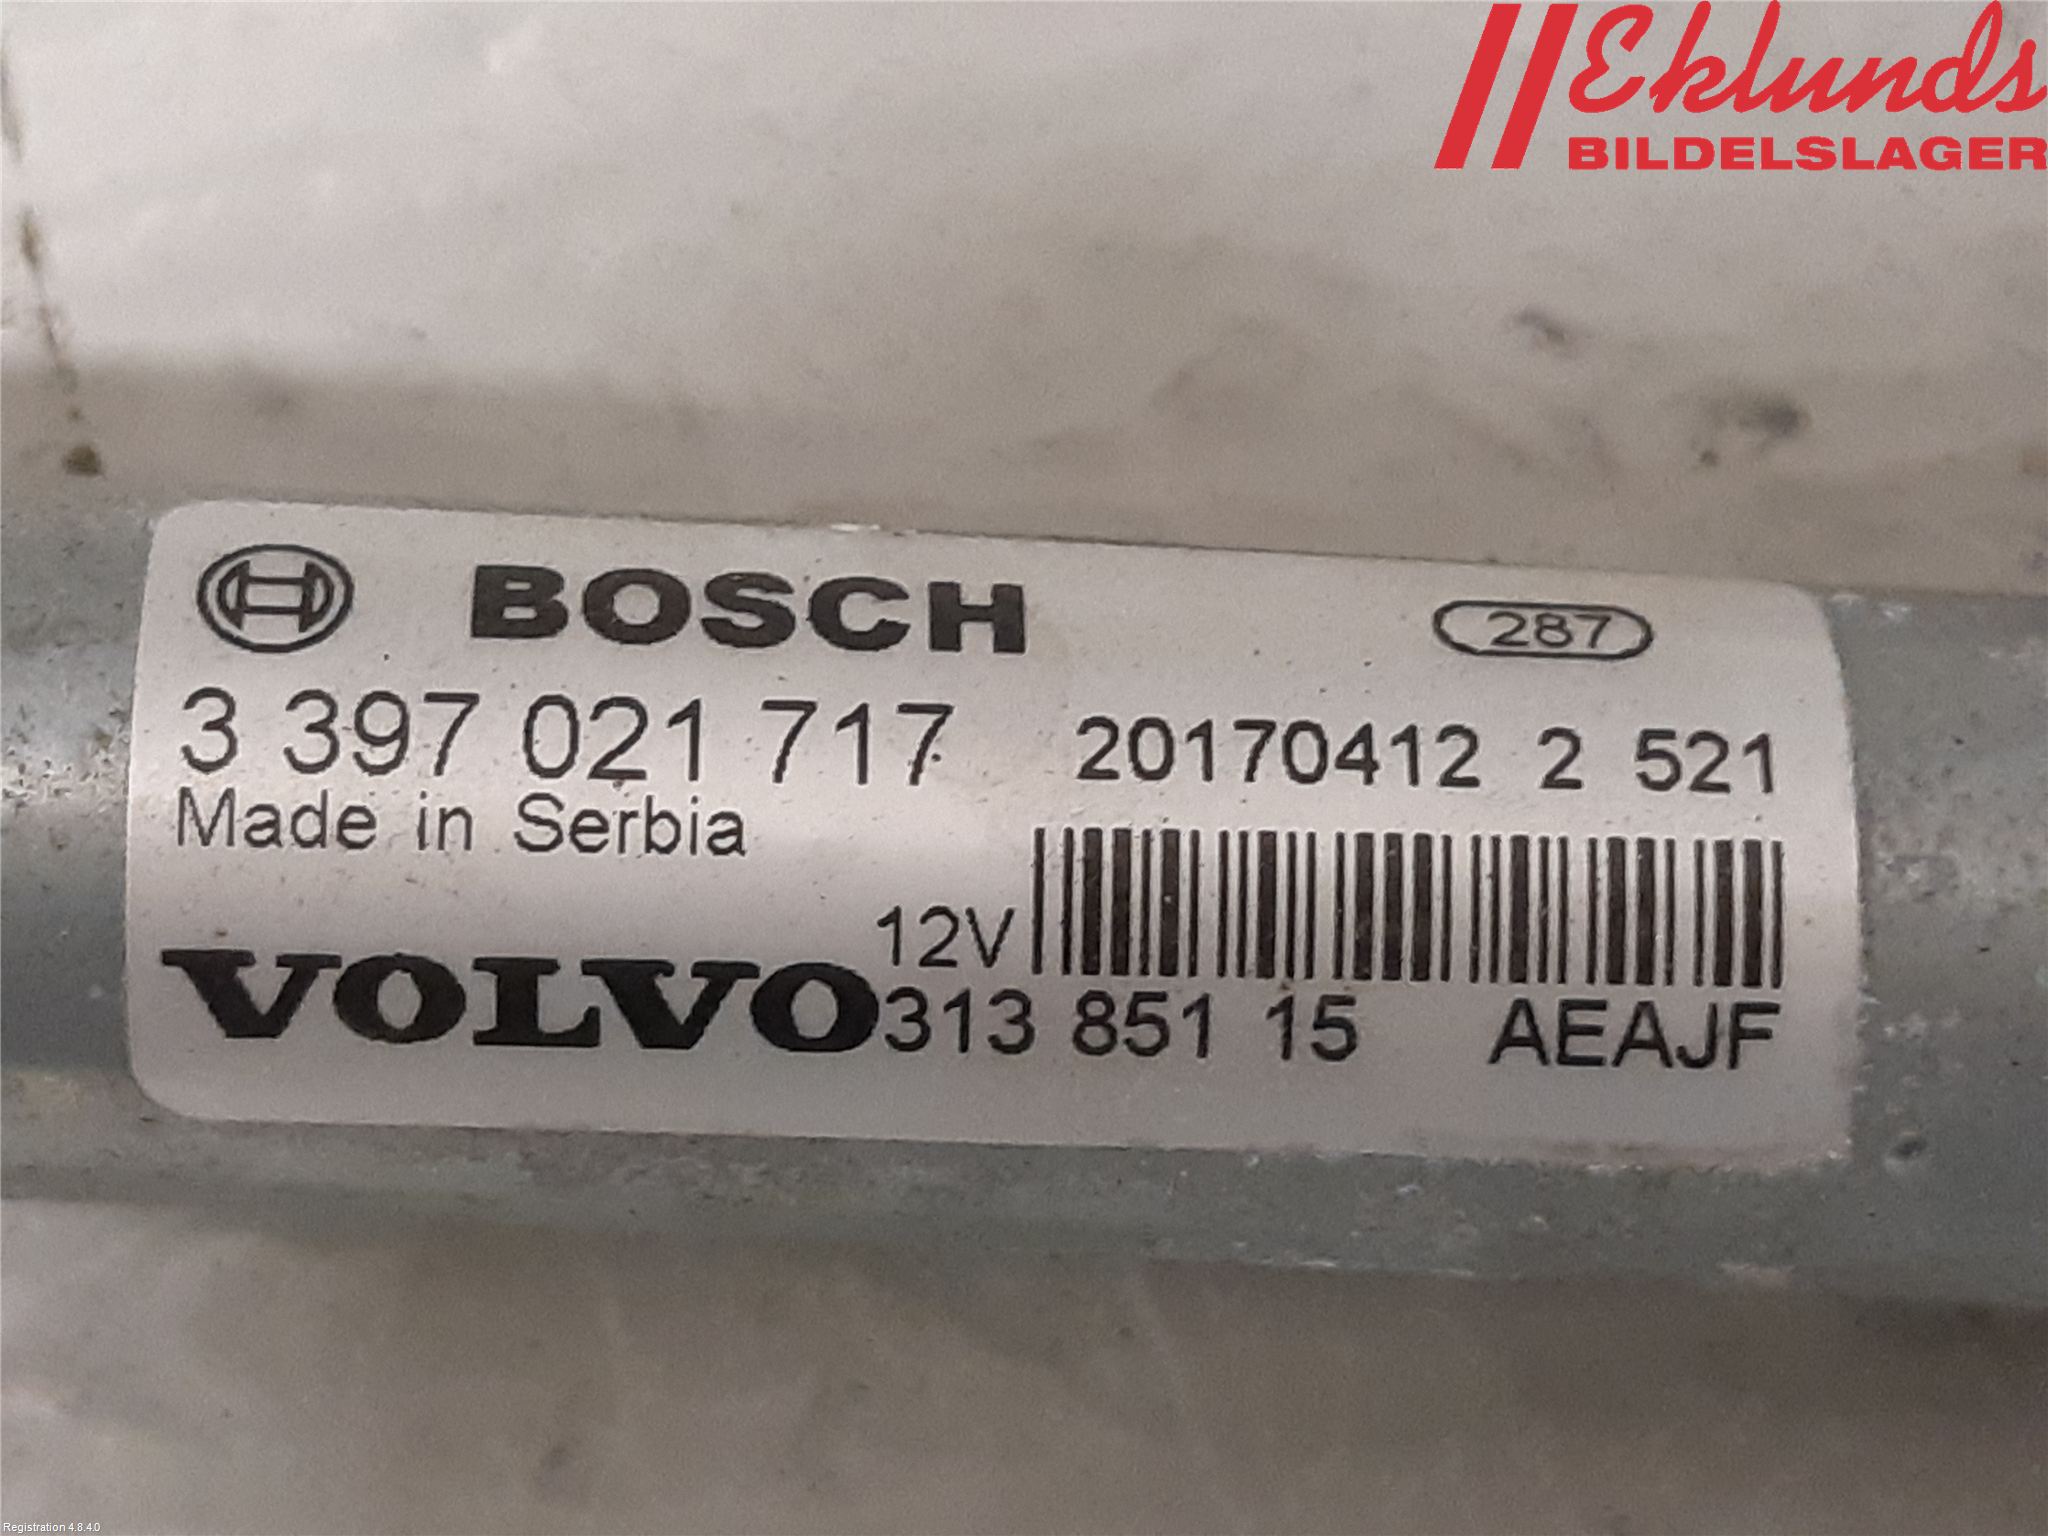 Eklunds
BILDELSLAGER
BOSCH
287
3 397 021 717 20170412 2 521
Made in Serbia
12V
VOLVO 313 851 15 AEAJF
Registration 4.8.4.0